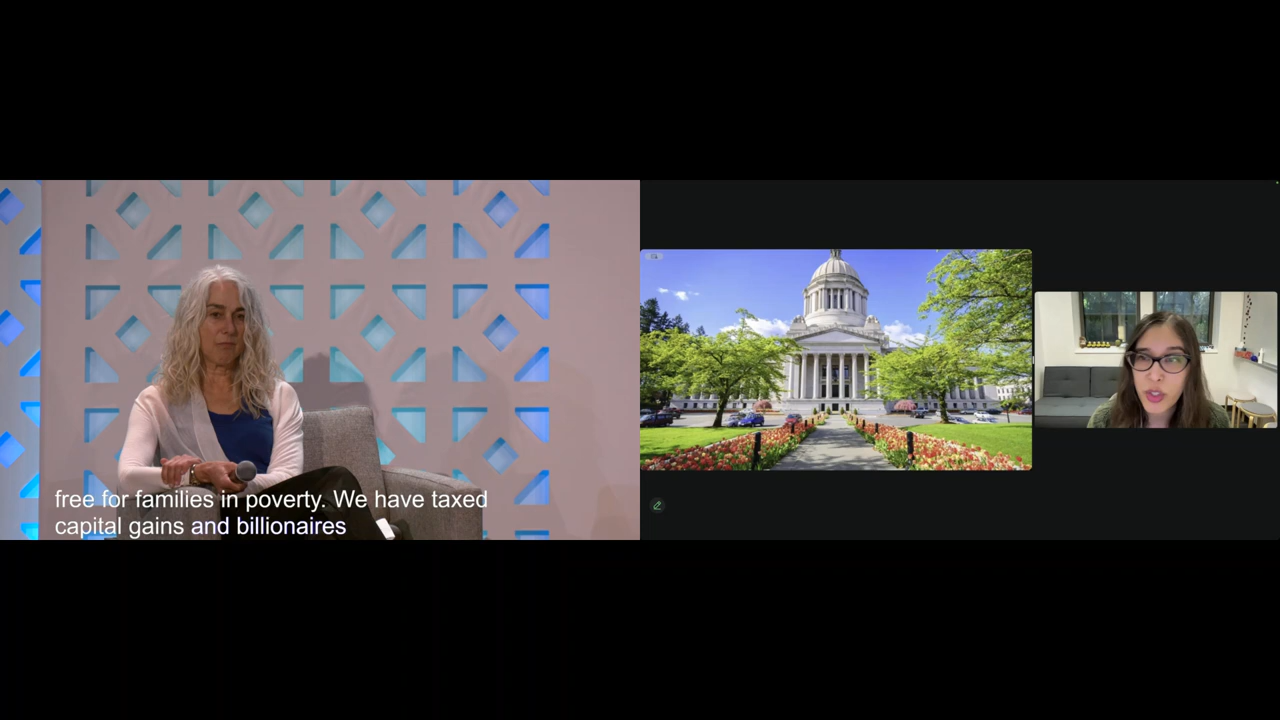 free for families in poverty. We have taxed
capital gains and billionaires